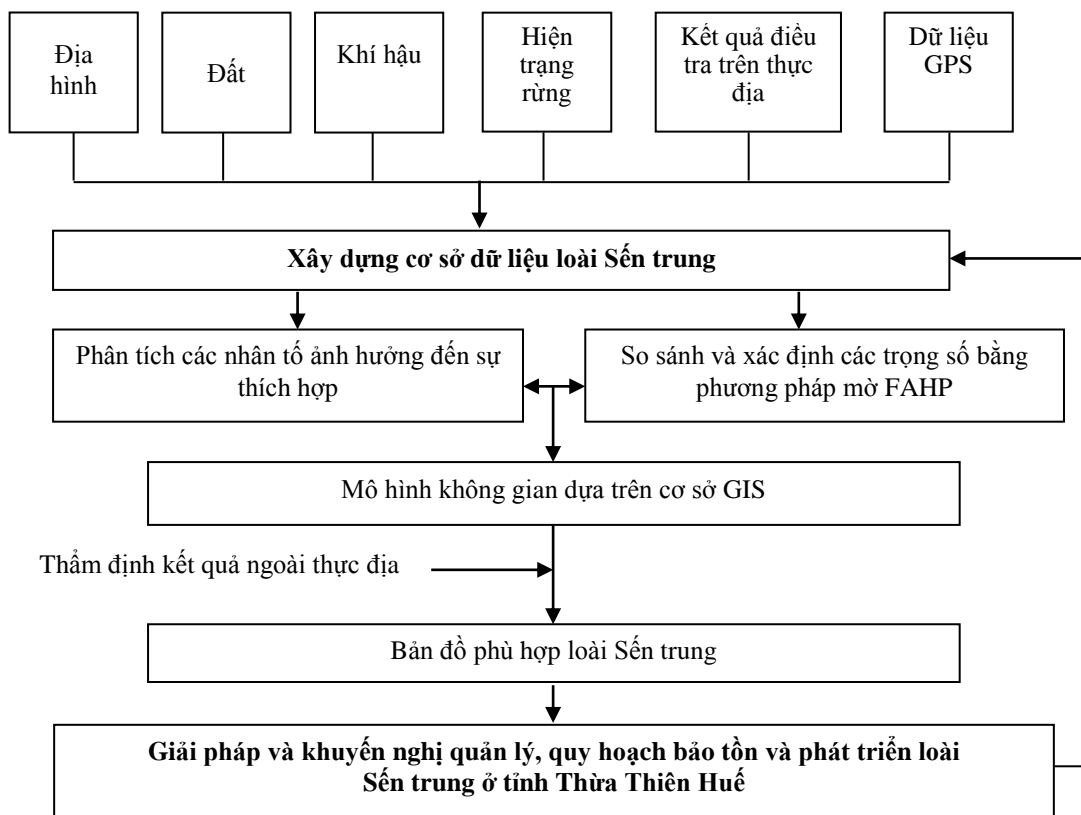 Địa
hình
Đất
Khí hậu
Hiện
trạng
rừng
Kết quả điều
tra trên thực
địa
Dữ liệu
GPS
Xây dựng cơ sở dữ liệu loài Sến trung
Phân tích các nhân tố ảnh hưởng đến sự
thích hợp
So sánh và xác định các trọng số bằng
phương pháp mờ FAHP
Mô hình không gian dựa trên cơ sở GIS
Thẩm định kết quả ngoài thực địa
Bản đồ phù hợp loài Sến trung
Giải pháp và khuyến nghị quản lý, quy hoạch bảo tồn và phát triển loài
Sến trung ở tỉnh Thừa Thiên Huế